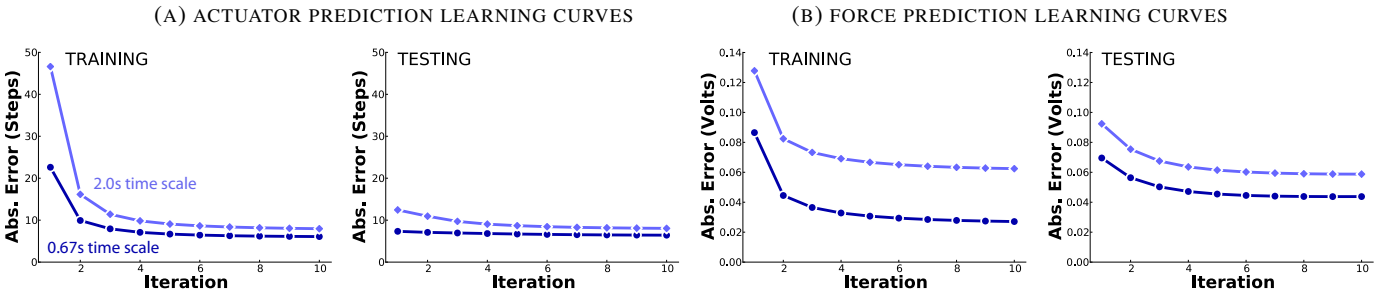 (A) ACTUATOR PREDICTION LEARNING CURVES
TRAINING
Abs. Error (Steps)
50
40
30
20
10
0
2.0s time scale
0.67s time scale
2 4 6 8 10
Iteration
TESTING
50
40
30
20
10
0
2 4 6 8 10
Iteration
(B) FORCE PREDICTION LEARNING CURVES
TRAINING
Abs. Error (Volts)
0.14
0.12
0.10
0.08
0.06
0.04
0.02
0.00
2 4 6 8 10
Iteration
TESTING
Abs. Error (Volts)
0.14
0.12
0.10
0.08
0.06
0.04
0.02
0.00
2 4 6 8 10
Iteration
Abs. Error (Steps)